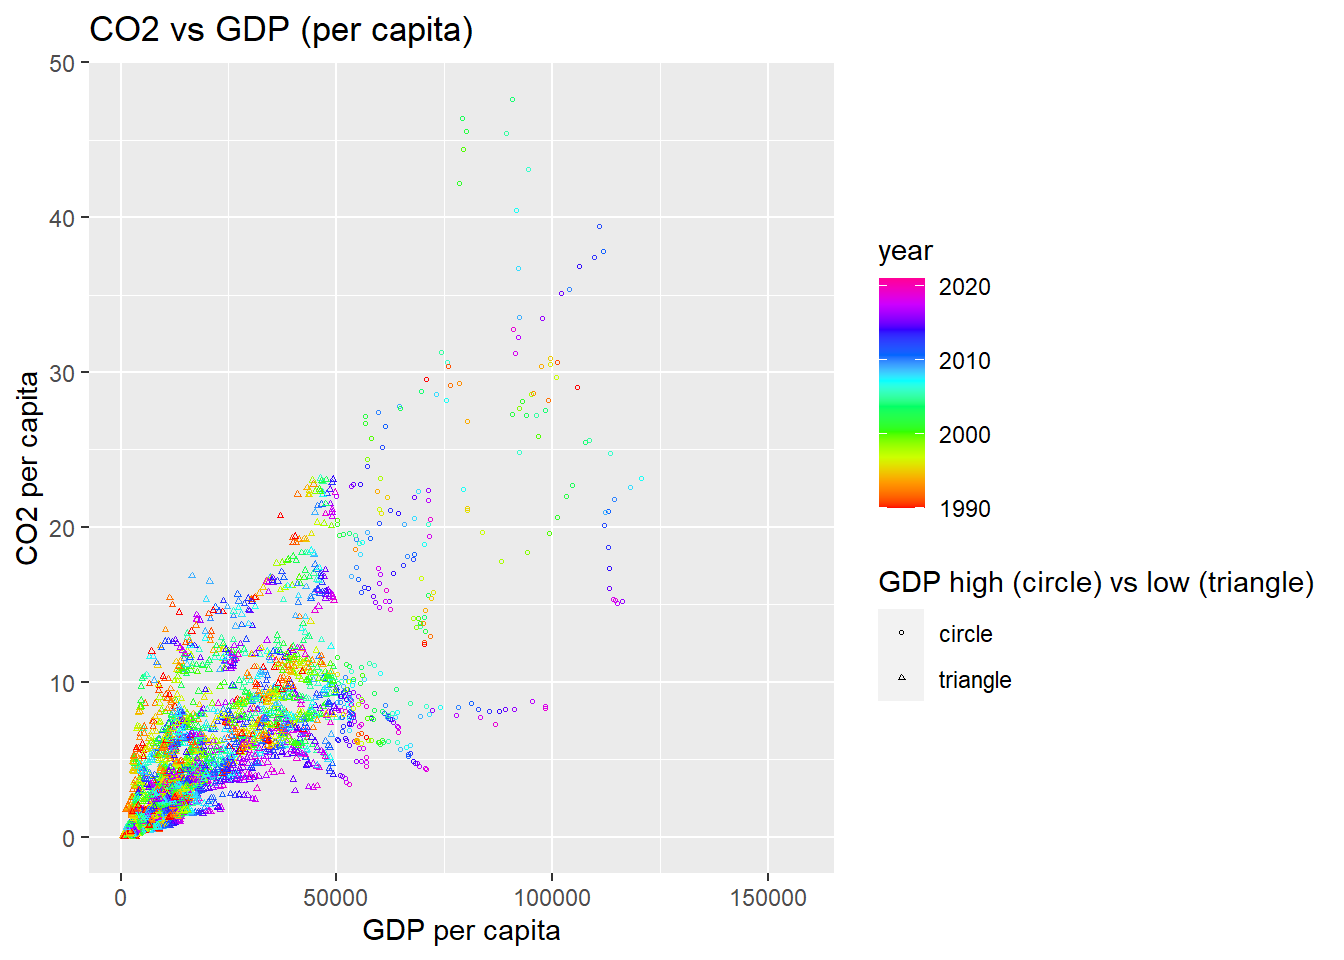 CO2 vs GDP (per capita)
50
40
30
20
10
0
CO2 per capita
0
50000
100000
150000
GDP per capita
year
2020
2010
2000
1990
GDP high (circle) vs low (triangle)
circle
triangle